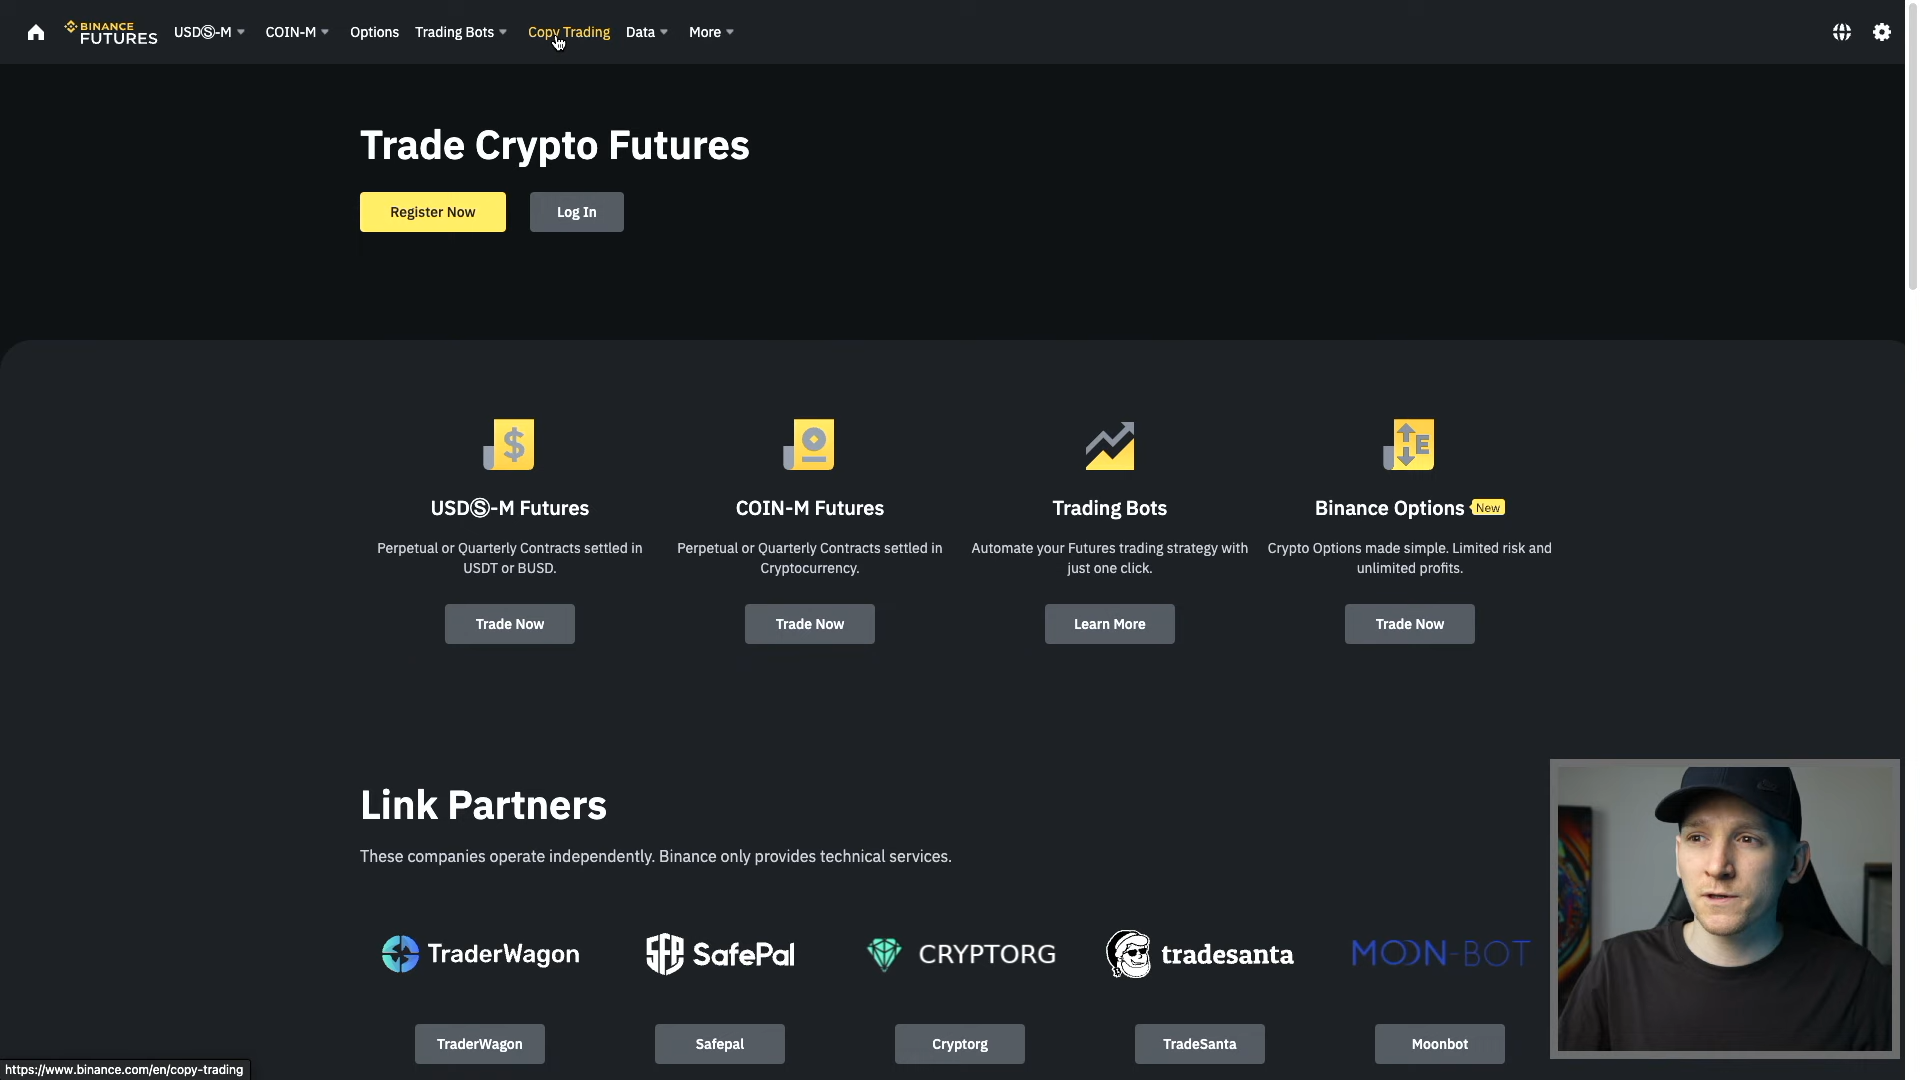 BINANCE
FUTURES
USDⓈ-M
COIN-M
Options
Trading Bots
Copy Trading
Data
More
Trade Crypto Futures
Register Now
Log In
USDⓈ-M Futures
COIN-M Futures
Trading Bots
Binance Options New
Perpetual or Quarterly Contracts settled in
USDT or BUSD.
Perpetual or Quarterly Contracts settled in
Cryptocurrency.
Automate your Futures trading strategy with
just one click.
Crypto Options made simple. Limited risk and
unlimited profits.
Trade Now
Trade Now
Learn More
Trade Now
Link Partners
These companies operate independently. Binance only provides technical services.
TraderWagon
SFP SafePal
CRYPTORG
tradesanta
MOON-BOT
TraderWagon
Safepal
Cryptorg
TradeSanta
Moonbot
https://www.binance.com/en/copy-trading